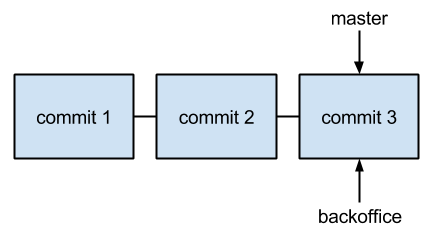 master
commit 1
commit 2
commit 3
backoffice